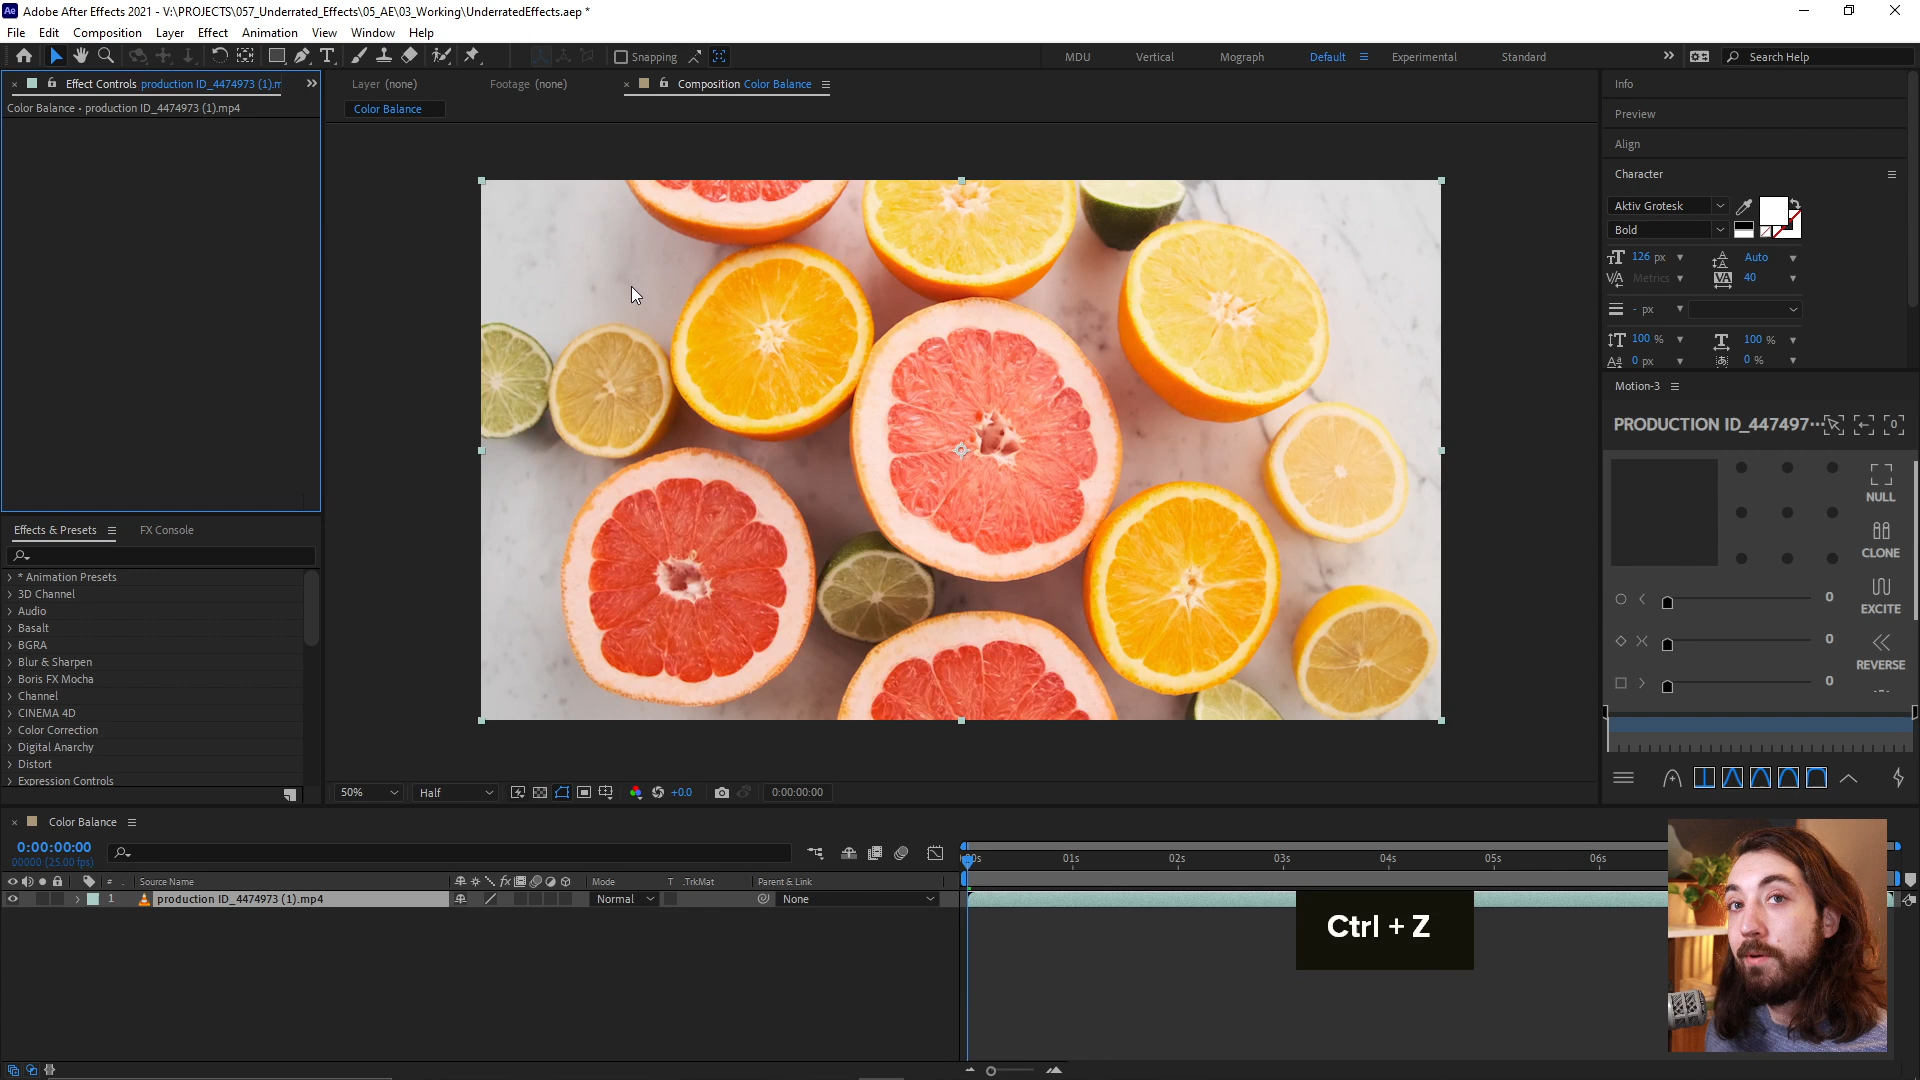 Adobe After Effects 2021 - V:\PROJECTS\057_Underrated_Effects\05_AE\03_Working\UnderratedEffects.aep *
File Edit Composition Layer Effect Animation View Window Help
Snapping
MDU Vertical Mograph Default Experimental Standard
Search Help
Effect Controls production ID_4474973 (1).m
Layer (none) Footage (none) Composition Color Balance
Color Balance • production ID_4474973 (1).mp4
Color Balance
Info
Preview
Align
Character
Aktiv Grotesk
Bold
126 px Auto
Metrics 40
- px
100 % 100 %
0 px 0 %
Motion-3
PRODUCTION ID_447497···
NULL
CLONE
EXCITE
REVERSE
0
0
0
Effects & Presets FX Console
* Animation Presets
3D Channel
Audio
Basalt
BGRA
Blur & Sharpen
Boris FX Mocha
Channel
CINEMA 4D
Color Correction
Digital Anarchy
Distort
Expression Controls
50% Half +0.0 0:00:00:00
Color Balance
0:00:00:00
00000 (25.00 fps)
01s 02s 03s 04s 05s 06s
# Source Name Mode T .TrkMat Parent & Link
1 production ID_4474973 (1).mp4 Normal None
Ctrl + Z